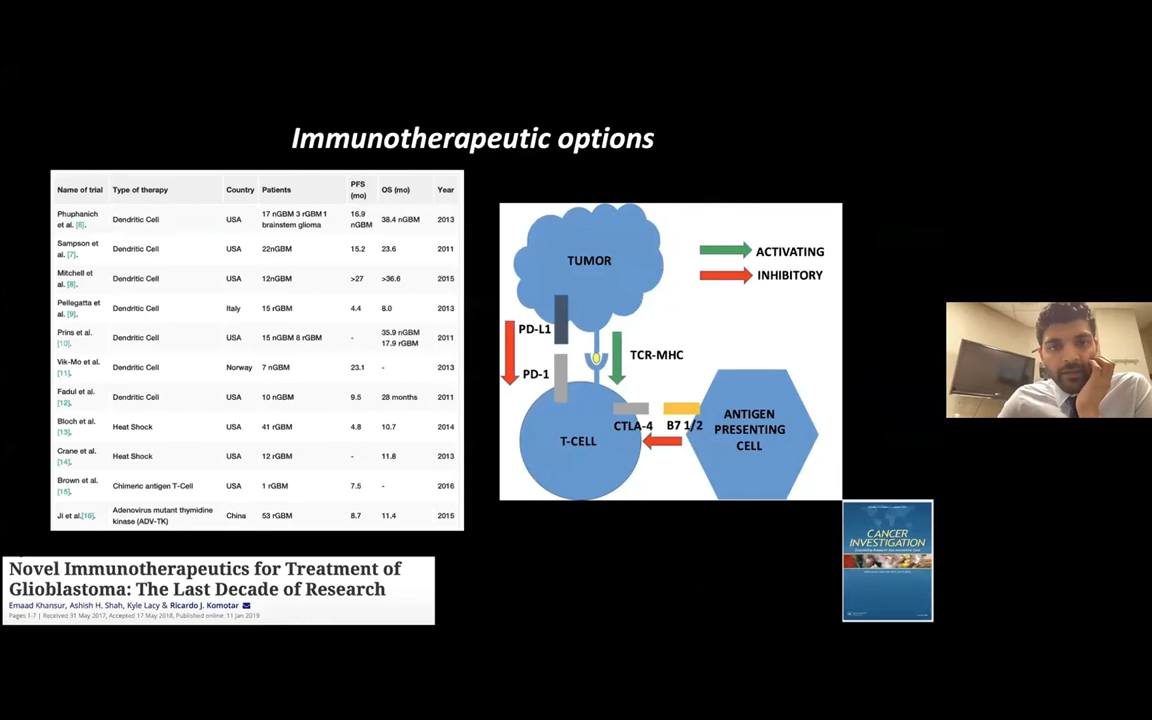 Immunotherapeutic options
Name of trial Type of therapy Country Patients PFS (mo) OS (mo) Year
Phuphanich et al. [6]. Dendritic Cell USA 17 nGBM 3 rGBM 1 brainstem glioma 16.9 nGBM 38.4 nGBM 2013
Sampson et al. [7]. Dendritic Cell USA 22nGBM 15.2 23.6 2011
Mitchell et al. [8]. Dendritic Cell USA 12nGBM >27 >36.6 2015
Pellegatta et al. [9]. Dendritic Cell Italy 15 rGBM 4.4 8.0 2013
Prins et al. [10]. Dendritic Cell USA 15 nGBM 8 rGBM - 35.9 nGBM 17.9 rGBM 2011
Vik-Mo et al. [11]. Dendritic Cell Norway 7 nGBM 23.1 - 2013
Fadul et al. [12]. Dendritic Cell USA 10 nGBM 9.5 28 months 2011
Bloch et al. [13]. Heat Shock USA 41 rGBM 4.8 10.7 2014
Crane et al. [14]. Heat Shock USA 12 rGBM - 11.8 2013
Brown et al. [15]. Chimeric antigen T-Cell USA 1 rGBM 7.5 - 2016
Ji et al.[16]. Adenovirus mutant thymidine kinase (ADV-TK) China 53 rGBM 8.7 11.4 2015
TUMOR
ACTIVATING
INHIBITORY
PD-L1
TCR-MHC
PD-1
CTLA-4 B7 1/2
T-CELL
ANTIGEN
PRESENTING
CELL
CANCER
INVESTIGATION
Novel Immunotherapeutics for Treatment of
Glioblastoma: The Last Decade of Research
Emaad Khansur, Ashish H. Shah, Kyle Lacy & Ricardo J. Komotar
Pages 1-7 | Received 31 May 2017, Accepted 17 May 2018, Published online: 11 Jan 2019